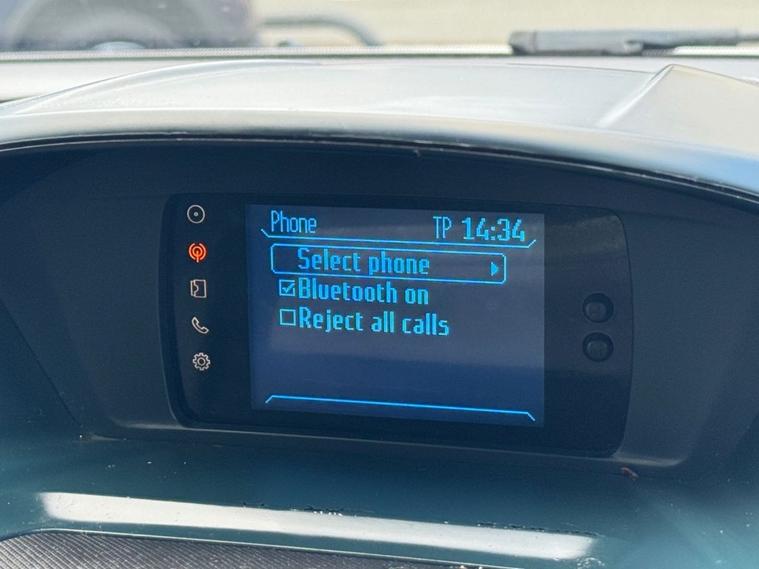 Phone TP 14:34
Select phone
Bluetooth on
Reject all calls